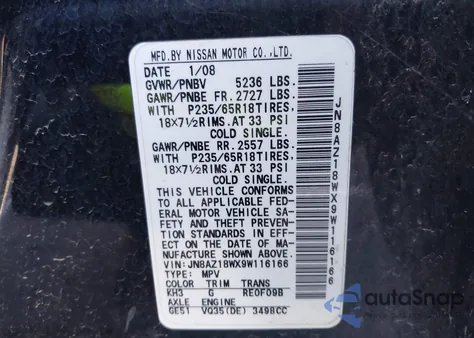 MFD.BY NISSAN MOTOR CO.,LTD.
DATE 1/08
GVWR/PNBV 5236 LBS.
GAWR/PNBE FR. 2727 LBS.
WITH P235/65R18TIRES,
18×7½RIMS.AT 33 PSI
COLD SINGLE.
GAWR/PNBE RR. 2557 LBS.
WITH P235/65R18TIRES,
18×7½RIMS.AT 33 PSI
COLD SINGLE.
THIS VEHICLE CONFORMS
TO ALL APPLICABLE FED-
ERAL MOTOR VEHICLE SA-
FETY AND THEFT PREVEN-
TION STANDARDS IN EFF-
ECT ON THE DATE OF MA-
NUFACTURE SHOWN ABOVE.
VIN: JN8AZ18WX9W116166
TYPE: MPV
COLOR TRIM TRANS
KH3 G RE0F09B
AXLE ENGINE
GE51 VQ35(DE) 3498CC
JN8AZ18WX9W116166
autoSnap